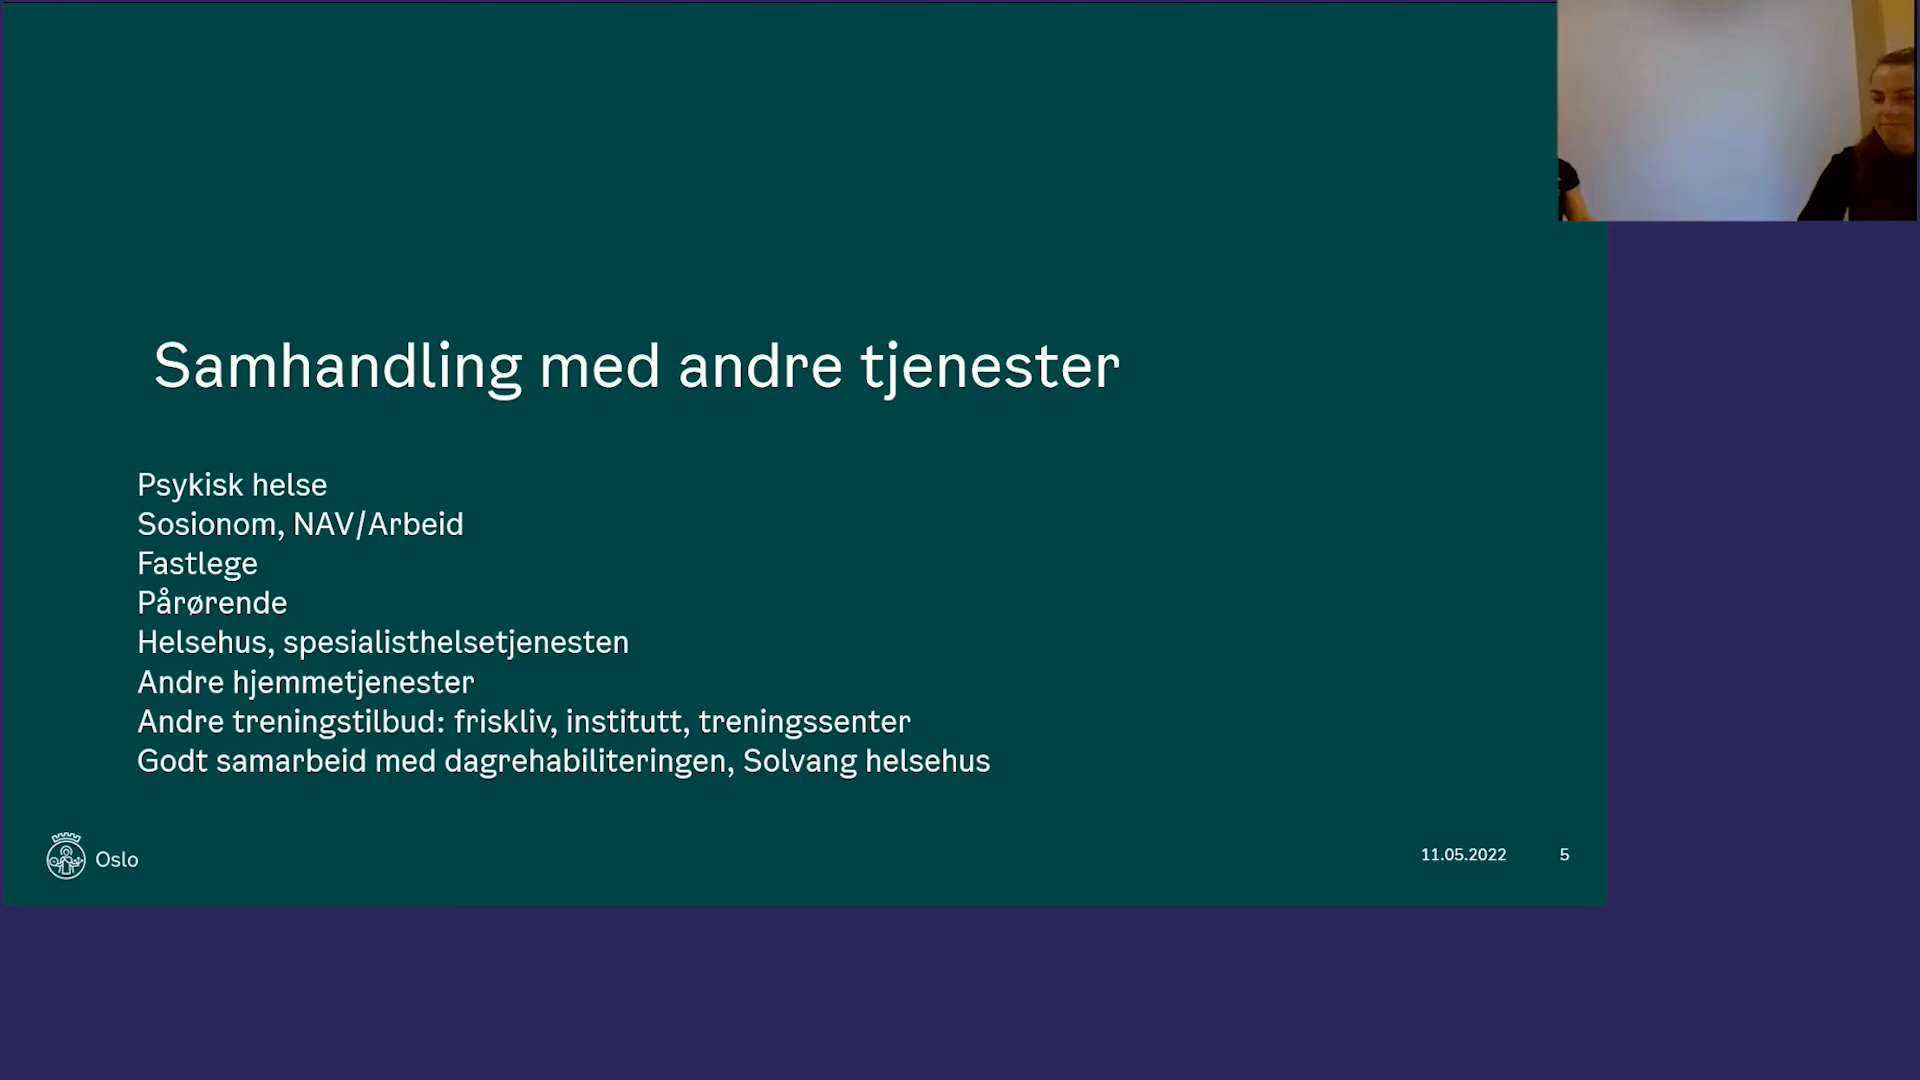 Samhandling med andre tjenester
Psykisk helse
Sosionom, NAV/Arbeid
Fastlege
Pårørende
Helsehus, spesialisthelsetjenesten
Andre hjemmetjenester
Andre treningstilbud: friskliv, institutt, treningssenter
Godt samarbeid med dagrehabiliteringen, Solvang helsehus
Oslo
11.05.2022
5